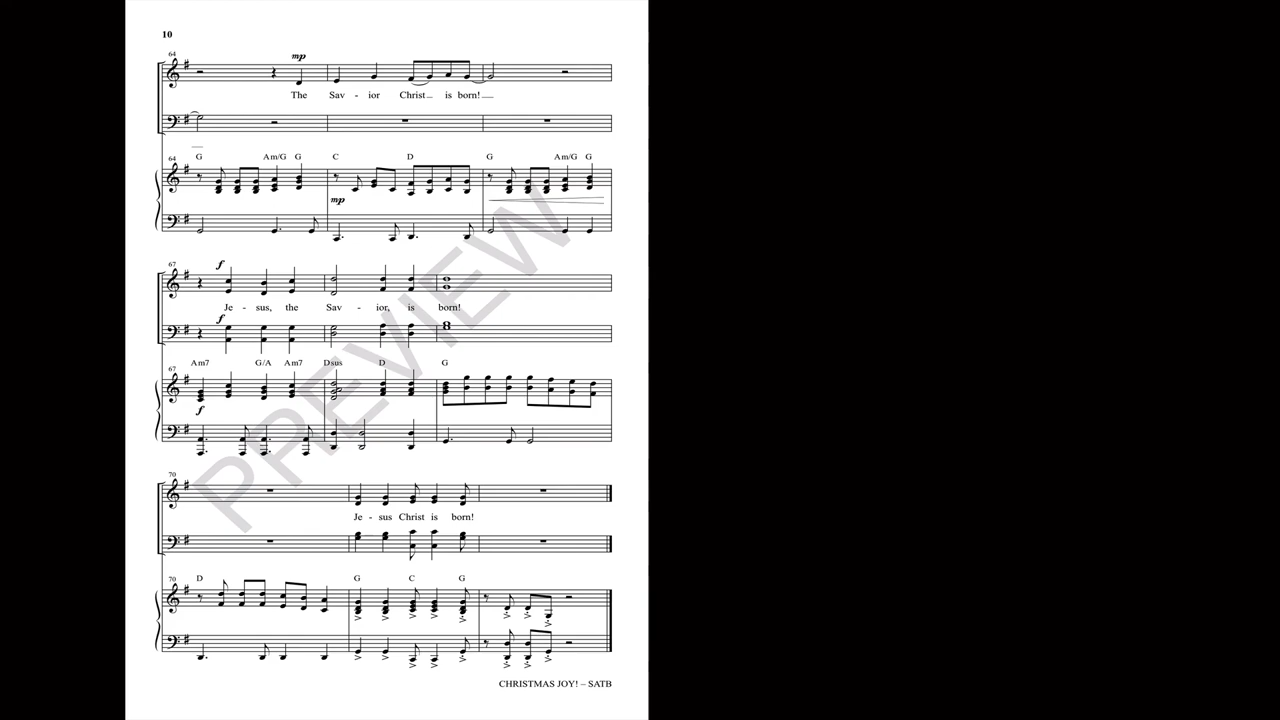 10
64
mp
The Sav - ior Christ is born!
64
G Am/G G C D G Am/G G
mp
67
f
Je - sus, the Sav - ior, is born!
f
Am7 G/A Am7 Dsus D G
67
f
70
Je - sus Christ is born!
70
D G C G
PREVIEW
CHRISTMAS JOY! – SATB